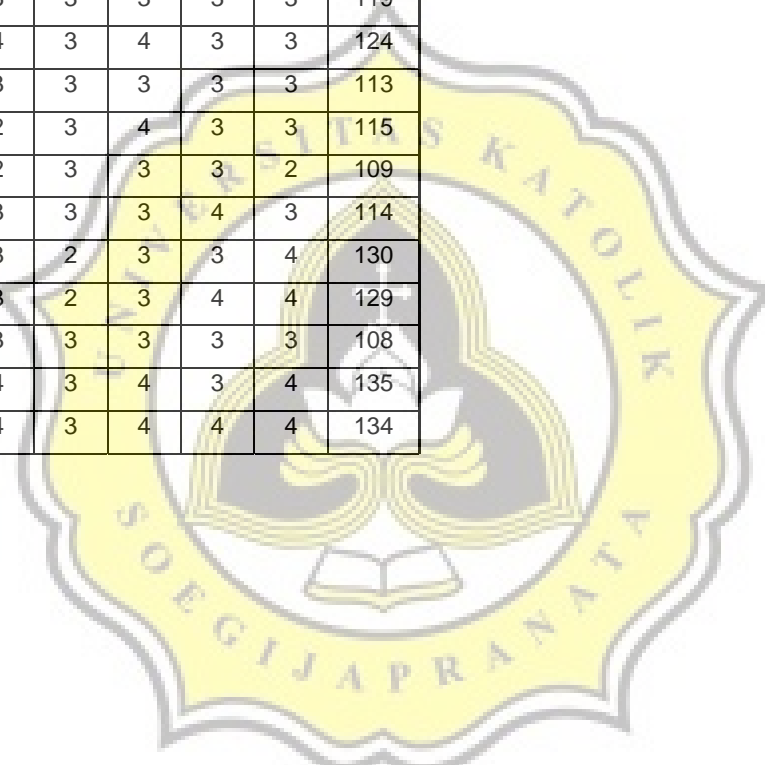 3 3 3 3 119
3 4 3 3 124
3 3 3 3 113
3 4 3 3 115
3 3 3 2 109
3 3 4 3 114
2 3 3 4 130
2 3 4 4 129
3 3 3 3 108
3 4 3 4 135
3 4 4 4 134
UNIVERSITAS KATOLIK
SOEGIJAPRANATA